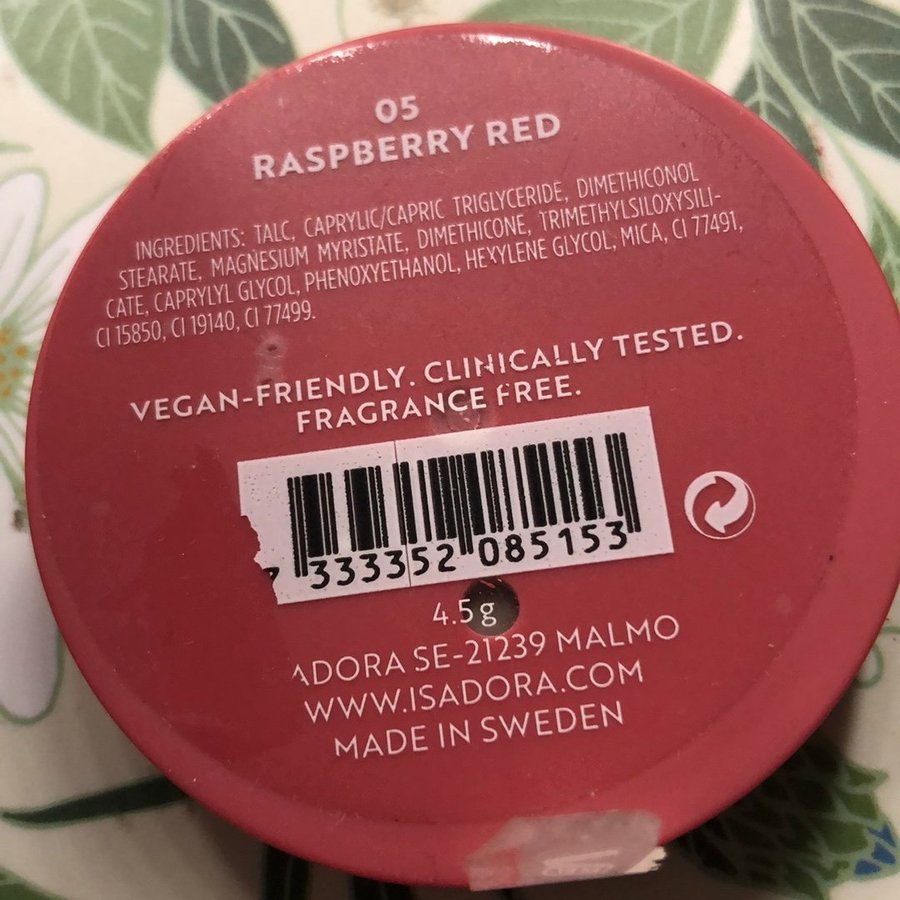 05
RASPBERRY RED
INGREDIENTS: TALC, CAPRYLIC/CAPRIC TRIGLYCERIDE, DIMETHICONOL
STEARATE, MAGNESIUM MYRISTATE, DIMETHICONE, TRIMETHYLSILOXYSILI-
CATE, CAPRYLYL GLYCOL, PHENOXYETHANOL, HEXYLENE GLYCOL, MICA, CI 77491,
CI 15850, CI 19140, CI 77499.
VEGAN-FRIENDLY. CLINICALLY TESTED.
FRAGRANCE FREE.
333352 085153
4.5g
ADORA SE-21239 MALMO
WWW.ISADORA.COM
MADE IN SWEDEN